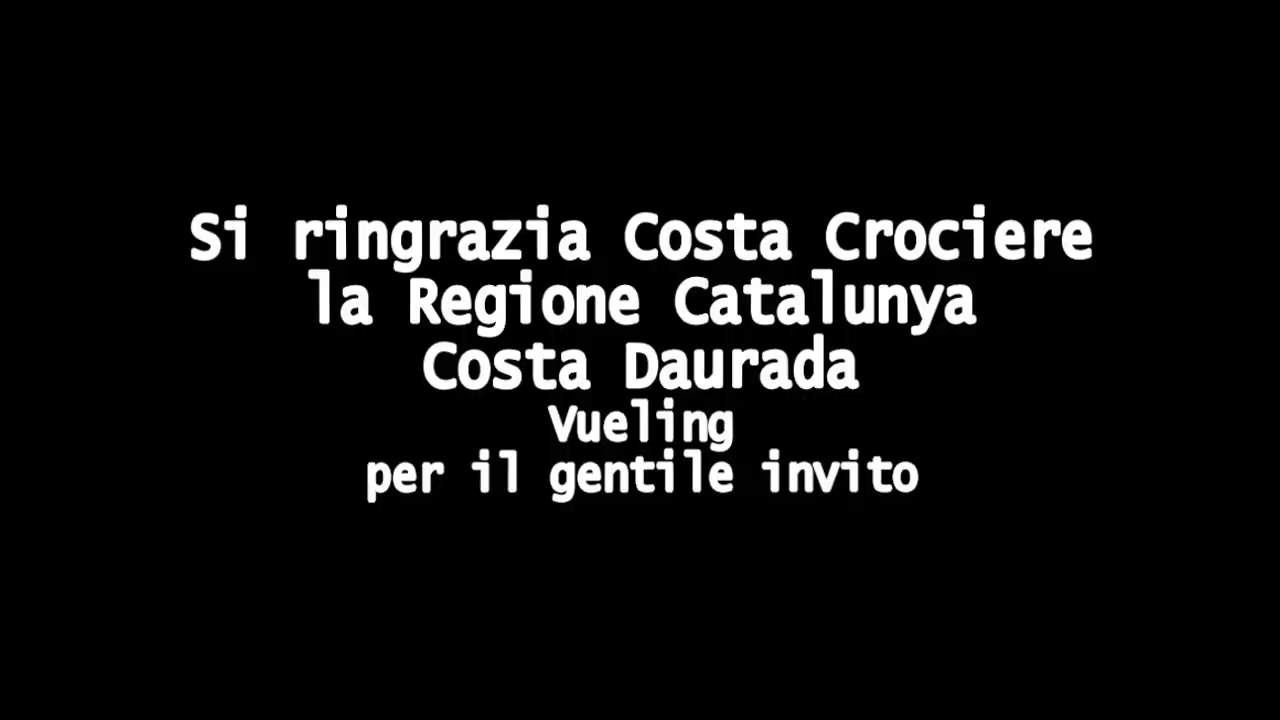 Si ringrazia Costa Crociere
la Regione Catalunya
Costa Daurada
Vueling
per il gentile invito